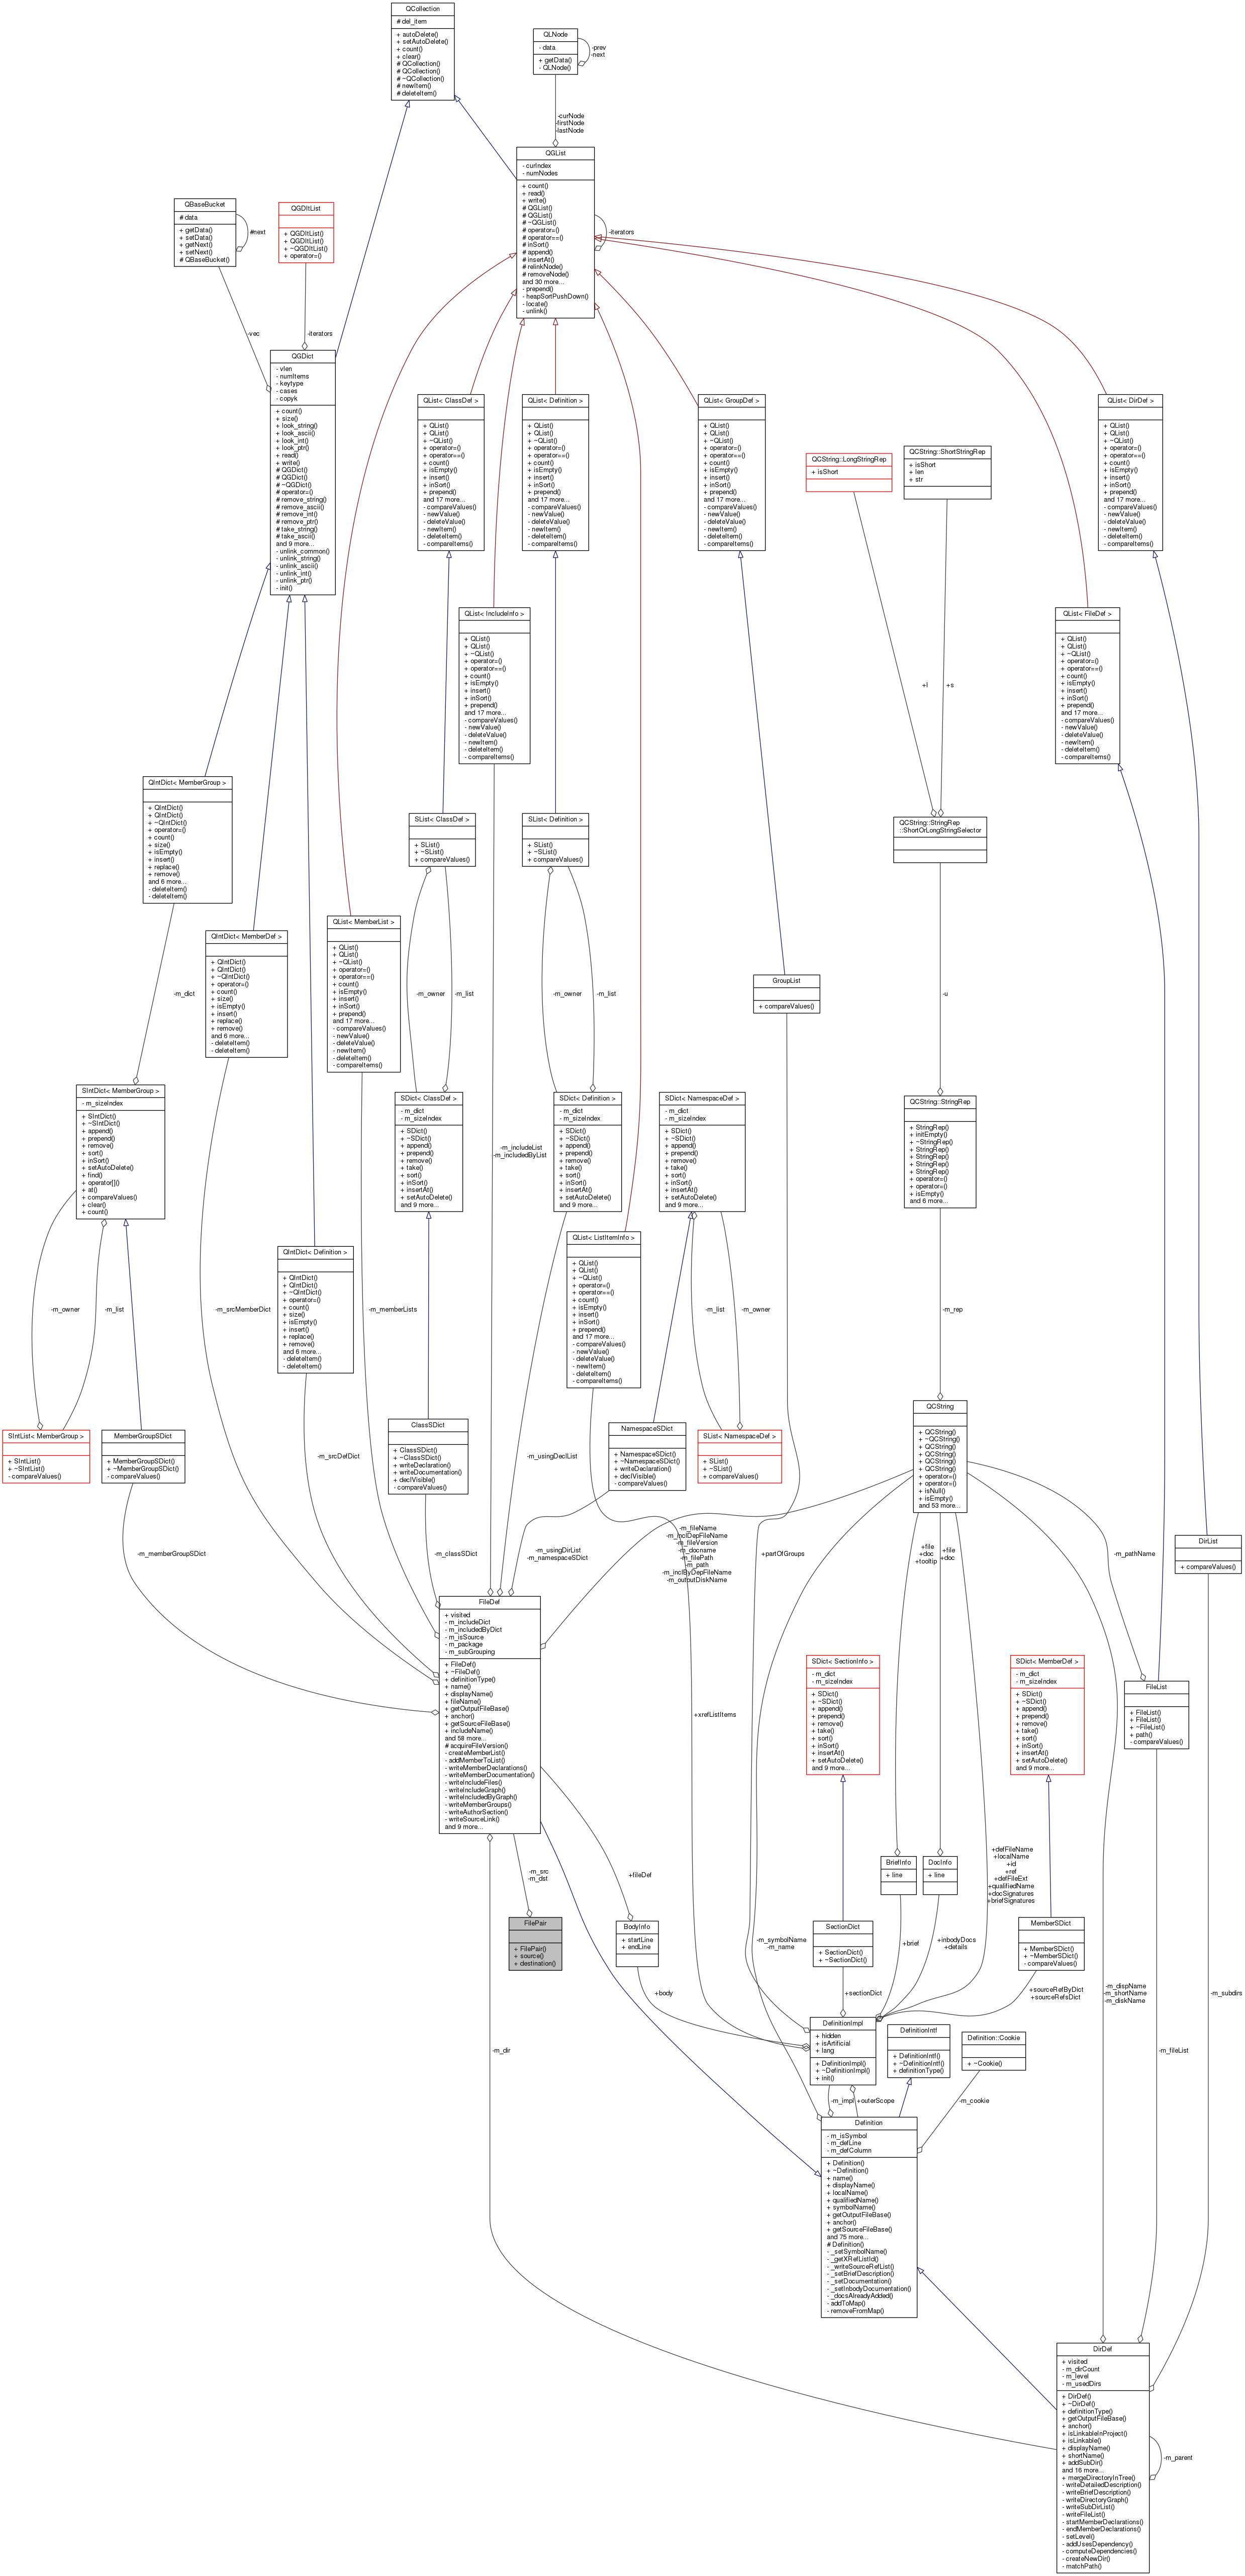 QCollection
# del_item
+ autoDelete()
+ setAutoDelete()
+ count()
+ clear()
# QCollection()
# QCollection()
# ~QCollection()
# newItem()
# deleteItem()
QLNode
- data
+ getData()
- QLNode()
-prev
-next
-curNode
-firstNode
-lastNode
QGList
- curIndex
- numNodes
+ count()
+ read()
+ write()
# QGList()
# QGList()
# ~QGList()
# operator=()
# operator==()
# inSort()
# append()
# insertAt()
# relinkNode()
# removeNode()
and 30 more...
- prepend()
- heapSortPushDown()
- locate()
- unlink()
-iterators
QBaseBucket
# data
+ getData()
+ setData()
+ getNext()
+ setNext()
# QBaseBucket()
#next
QGDItList
+ QGDItList()
+ QGDItList()
+ ~QGDItList()
+ operator=()
-vec
-iterators
QGDict
- vlen
- numItems
- keytype
- cases
- copyk
+ count()
+ size()
+ look_string()
+ look_ascii()
+ look_int()
+ look_ptr()
+ read()
+ write()
# QGDict()
# QGDict()
# ~QGDict()
# operator=()
# remove_string()
# remove_ascii()
# remove_int()
# remove_ptr()
# take_string()
# take_ascii()
and 9 more...
- unlink_common()
- unlink_string()
- unlink_ascii()
- unlink_int()
- unlink_ptr()
- init()
QList< ClassDef >
+ QList()
+ QList()
+ ~QList()
+ operator=()
+ operator==()
+ count()
+ isEmpty()
+ insert()
+ inSort()
+ prepend()
and 17 more...
- compareValues()
- newValue()
- deleteValue()
- newItem()
- deleteItem()
- compareItems()
QList< Definition >
+ QList()
+ QList()
+ ~QList()
+ operator=()
+ operator==()
+ count()
+ isEmpty()
+ insert()
+ inSort()
+ prepend()
and 17 more...
- compareValues()
- newValue()
- deleteValue()
- newItem()
- deleteItem()
- compareItems()
QList< GroupDef >
+ QList()
+ QList()
+ ~QList()
+ operator=()
+ operator==()
+ count()
+ isEmpty()
+ insert()
+ inSort()
+ prepend()
and 17 more...
- compareValues()
- newValue()
- deleteValue()
- newItem()
- deleteItem()
- compareItems()
QCString::LongStringRep
+ isShort
QCString::ShortStringRep
+ isShort
+ len
+ str
QList< DirDef >
+ QList()
+ QList()
+ ~QList()
+ operator=()
+ operator==()
+ count()
+ isEmpty()
+ insert()
+ inSort()
+ prepend()
and 17 more...
- compareValues()
- newValue()
- deleteValue()
- newItem()
- deleteItem()
- compareItems()
QList< IncludeInfo >
+ QList()
+ QList()
+ ~QList()
+ operator=()
+ operator==()
+ count()
+ isEmpty()
+ insert()
+ inSort()
+ prepend()
and 17 more...
- compareValues()
- newValue()
- deleteValue()
- newItem()
- deleteItem()
- compareItems()
QList< FileDef >
+ QList()
+ QList()
+ ~QList()
+ operator=()
+ operator==()
+ count()
+ isEmpty()
+ insert()
+ inSort()
+ prepend()
and 17 more...
- compareValues()
- newValue()
- deleteValue()
- newItem()
- deleteItem()
- compareItems()
+l
+s
QIntDict< MemberGroup >
+ QIntDict()
+ QIntDict()
+ ~QIntDict()
+ operator=()
+ count()
+ size()
+ isEmpty()
+ insert()
+ replace()
+ remove()
and 6 more...
- deleteItem()
- deleteItem()
SList< ClassDef >
+ SList()
+ ~SList()
+ compareValues()
SList< Definition >
+ SList()
+ ~SList()
+ compareValues()
QCString::StringRep
::ShortOrLongStringSelector
QIntDict< MemberDef >
+ QIntDict()
+ QIntDict()
+ ~QIntDict()
+ operator=()
+ count()
+ size()
+ isEmpty()
+ insert()
+ replace()
+ remove()
and 6 more...
- deleteItem()
- deleteItem()
QList< MemberList >
+ QList()
+ QList()
+ ~QList()
+ operator=()
+ operator==()
+ count()
+ isEmpty()
+ insert()
+ inSort()
+ prepend()
and 17 more...
- compareValues()
- newValue()
- deleteValue()
- newItem()
- deleteItem()
- compareItems()
GroupList
+ compareValues()
-m_dict
-m_owner
-m_list
-m_owner
-m_list
-u
SIntDict< MemberGroup >
- m_sizeIndex
+ SIntDict()
+ ~SIntDict()
+ append()
+ prepend()
+ remove()
+ sort()
+ inSort()
+ setAutoDelete()
+ find()
+ operator[]()
+ at()
+ compareValues()
+ clear()
+ count()
SDict< ClassDef >
- m_dict
- m_sizeIndex
+ SDict()
+ ~SDict()
+ append()
+ prepend()
+ remove()
+ take()
+ sort()
+ inSort()
+ insertAt()
+ setAutoDelete()
and 9 more...
-m_includeList
-m_includedByList
SDict< Definition >
- m_dict
- m_sizeIndex
+ SDict()
+ ~SDict()
+ append()
+ prepend()
+ remove()
+ take()
+ sort()
+ inSort()
+ insertAt()
+ setAutoDelete()
and 9 more...
SDict< NamespaceDef >
- m_dict
- m_sizeIndex
+ SDict()
+ ~SDict()
+ append()
+ prepend()
+ remove()
+ take()
+ sort()
+ inSort()
+ insertAt()
+ setAutoDelete()
and 9 more...
QCString::StringRep
+ StringRep()
+ initEmpty()
+ ~StringRep()
+ StringRep()
+ StringRep()
+ StringRep()
+ StringRep()
+ operator=()
+ operator=()
+ isEmpty()
and 6 more...
QIntDict< Definition >
+ QIntDict()
+ QIntDict()
+ ~QIntDict()
+ operator=()
+ count()
+ size()
+ isEmpty()
+ insert()
+ replace()
+ remove()
and 6 more...
- deleteItem()
- deleteItem()
QList< ListItemInfo >
+ QList()
+ QList()
+ ~QList()
+ operator=()
+ operator==()
+ count()
+ isEmpty()
+ insert()
+ inSort()
+ prepend()
and 17 more...
- compareValues()
- newValue()
- deleteValue()
- newItem()
- deleteItem()
- compareItems()
-m_owner
-m_list
-m_srcMemberDict
-m_memberLists
-m_list
-m_owner
-m_rep
SIntList< MemberGroup >
+ SIntList()
+ ~SIntList()
- compareValues()
MemberGroupSDict
+ MemberGroupSDict()
+ ~MemberGroupSDict()
- compareValues()
-m_srcDefDict
ClassSDict
+ ClassSDict()
+ ~ClassSDict()
+ writeDeclaration()
+ writeDocumentation()
+ declVisible()
- compareValues()
-m_usingDeclList
NamespaceSDict
+ NamespaceSDict()
+ ~NamespaceSDict()
+ writeDeclaration()
+ declVisible()
- compareValues()
SList< NamespaceDef >
+ SList()
+ ~SList()
+ compareValues()
QCString
+ QCString()
+ ~QCString()
+ QCString()
+ QCString()
+ QCString()
+ QCString()
+ operator=()
+ operator=()
+ isNull()
+ isEmpty()
and 53 more...
DirList
+ compareValues()
-m_memberGroupSDict
-m_classSDict
-m_usingDirList
-m_namespaceSDict
-m_fileName
-m_inclDepFileName
-m_fileVersion
-m_docname
-m_filePath
-m_path
-m_inclByDepFileName
-m_outputDiskName
+partOfGroups
+file
+doc
+tooltip
+file
+doc
-m_pathName
FileDef
+ visited
- m_includeDict
- m_includedByDict
- m_isSource
- m_package
- m_subGrouping
+ FileDef()
+ ~FileDef()
+ definitionType()
+ name()
+ displayName()
+ fileName()
+ getOutputFileBase()
+ anchor()
+ getSourceFileBase()
+ includeName()
and 58 more...
# acquireFileVersion()
- createMemberList()
- addMemberToList()
- writeMemberDeclarations()
- writeMemberDocumentation()
- writeIncludeFiles()
- writeIncludeGraph()
- writeIncludedByGraph()
- writeMemberGroups()
- writeAuthorSection()
- writeSourceLink()
and 9 more...
+xrefListItems
SDict< SectionInfo >
- m_dict
- m_sizeIndex
+ SDict()
+ ~SDict()
+ append()
+ prepend()
+ remove()
+ take()
+ sort()
+ inSort()
+ insertAt()
+ setAutoDelete()
and 9 more...
SDict< MemberDef >
- m_dict
- m_sizeIndex
+ SDict()
+ ~SDict()
+ append()
+ prepend()
+ remove()
+ take()
+ sort()
+ inSort()
+ insertAt()
+ setAutoDelete()
and 9 more...
FileList
+ FileList()
+ FileList()
+ ~FileList()
+ path()
- compareValues()
-m_src
-m_dst
+fileDef
BriefInfo
+ line
DocInfo
+ line
+defFileName
+localName
+id
+ref
+defFileExt
+qualifiedName
+docSignatures
+briefSignatures
FilePair
+ FilePair()
+ source()
+ destination()
BodyInfo
+ startLine
+ endLine
-m_symbolName
-m_name
SectionDict
+ SectionDict()
+ ~SectionDict()
+brief
+inbodyDocs
+details
MemberSDict
+ MemberSDict()
+ ~MemberSDict()
- compareValues()
-m_dir
+body
+sectionDict
+sourceRefByDict
+sourceRefsDict
-m_dispName
-m_shortName
-m_diskName
-m_subdirs
-m_fileList
DefinitionImpl
+ hidden
+ isArtificial
+ lang
+ DefinitionImpl()
+ ~DefinitionImpl()
+ init()
DefinitionIntf
+ DefinitionIntf()
+ ~DefinitionIntf()
+ definitionType()
Definition::Cookie
+ ~Cookie()
-m_impl
+outerScope
-m_cookie
Definition
- m_isSymbol
- m_defLine
- m_defColumn
+ Definition()
+ ~Definition()
+ name()
+ displayName()
+ localName()
+ qualifiedName()
+ symbolName()
+ getOutputFileBase()
+ anchor()
+ getSourceFileBase()
and 75 more...
# Definition()
- _setSymbolName()
- _getXRefListId()
- _writeSourceRefList()
- _setBriefDescription()
- _setDocumentation()
- _setInbodyDocumentation()
- _docsAlreadyAdded()
- addToMap()
- removeFromMap()
DirDef
+ visited
- m_dirCount
- m_level
- m_usedDirs
+ DirDef()
+ ~DirDef()
+ definitionType()
+ getOutputFileBase()
+ anchor()
+ isLinkableInProject()
+ isLinkable()
+ displayName()
+ shortName()
+ addSubDir()
and 16 more...
+ mergeDirectoryInTree()
- writeDetailedDescription()
- writeBriefDescription()
- writeDirectoryGraph()
- writeSubDirList()
- writeFileList()
- startMemberDeclarations()
- endMemberDeclarations()
- setLevel()
- addUsesDependency()
- computeDependencies()
- createNewDir()
- matchPath()
-m_parent